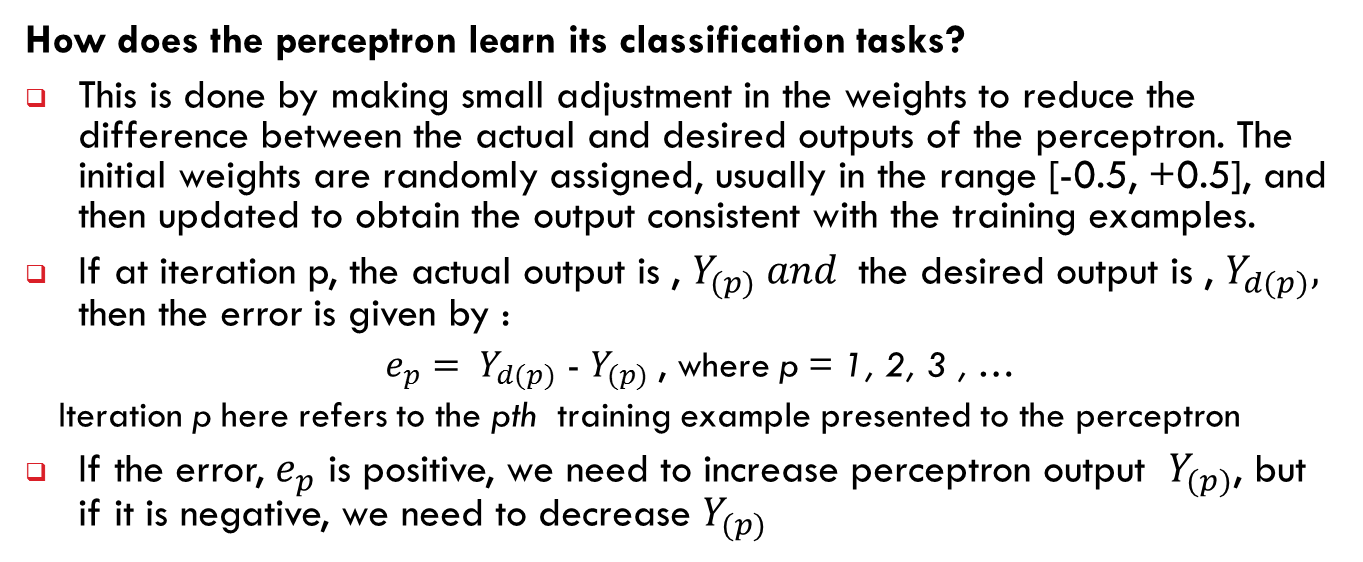 How does the perceptron learn its classification tasks?
❑ This is done by making small adjustment in the weights to reduce the
difference between the actual and desired outputs of the perceptron. The
initial weights are randomly assigned, usually in the range [-0.5, +0.5], and
then updated to obtain the output consistent with the training examples.
❑ If at iteration p, the actual output is , Y₍ₚ₎ and the desired output is , Y_d(p),
then the error is given by :
eₚ = Y_d(p) - Y₍ₚ₎ , where p = 1, 2, 3 , …
Iteration p here refers to the pth training example presented to the perceptron
❑ If the error, eₚ is positive, we need to increase perceptron output Y₍ₚ₎, but
if it is negative, we need to decrease Y₍ₚ₎